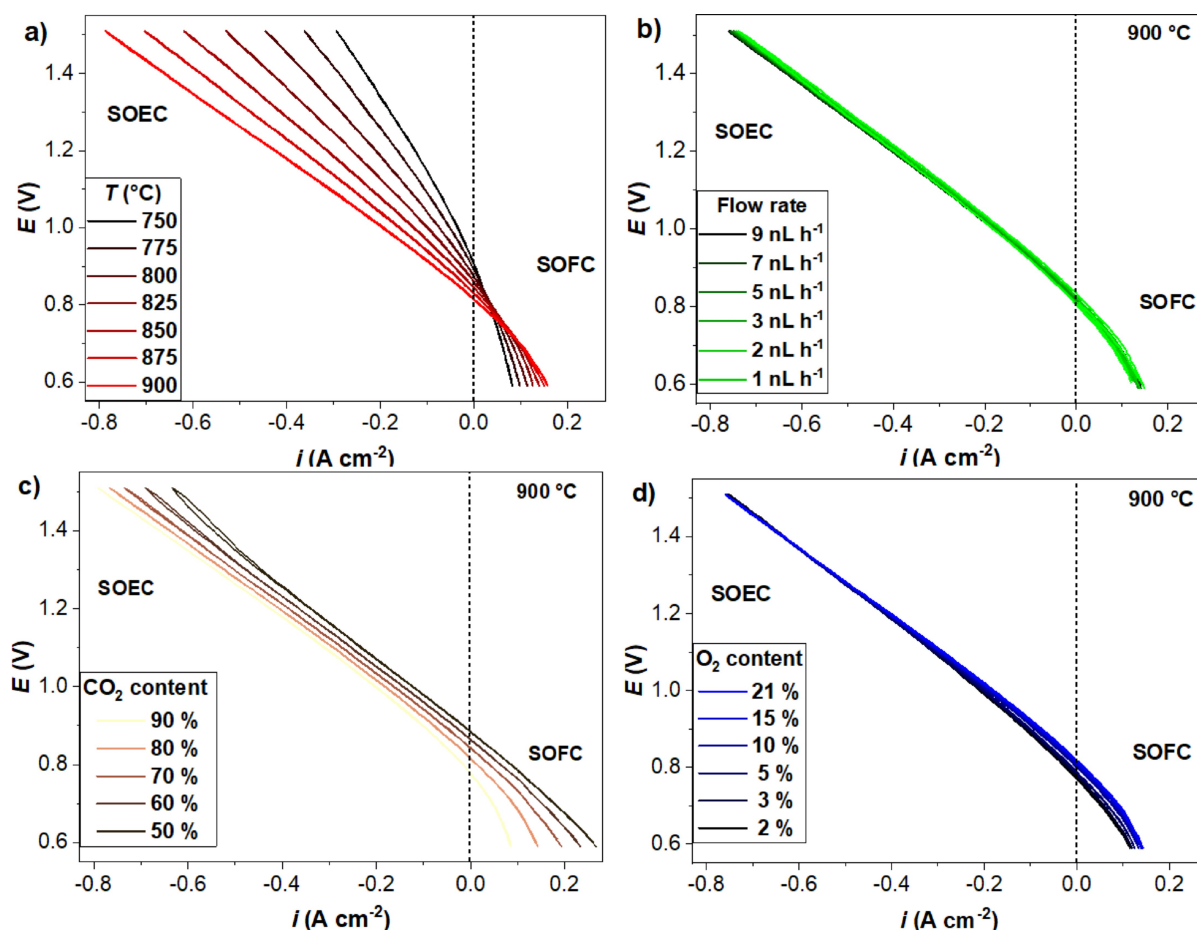 a)
SOEC
SOFC
T (°C)
750
775
800
825
850
875
900
E (V)
1.4
1.2
1.0
0.8
0.6
-0.8 -0.6 -0.4 -0.2 0.0 0.2
i (A cm⁻²)
b)
900 °C
SOEC
SOFC
Flow rate
9 nL h⁻¹
7 nL h⁻¹
5 nL h⁻¹
3 nL h⁻¹
2 nL h⁻¹
1 nL h⁻¹
E (V)
1.4
1.2
1.0
0.8
0.6
-0.8 -0.6 -0.4 -0.2 0.0 0.2
i (A cm⁻²)
c)
900 °C
SOEC
SOFC
CO₂ content
90 %
80 %
70 %
60 %
50 %
E (V)
1.4
1.2
1.0
0.8
0.6
-0.8 -0.6 -0.4 -0.2 0.0 0.2
i (A cm⁻²)
d)
900 °C
SOEC
SOFC
O₂ content
21 %
15 %
10 %
5 %
3 %
2 %
E (V)
1.4
1.2
1.0
0.8
0.6
-0.8 -0.6 -0.4 -0.2 0.0 0.2
i (A cm⁻²)